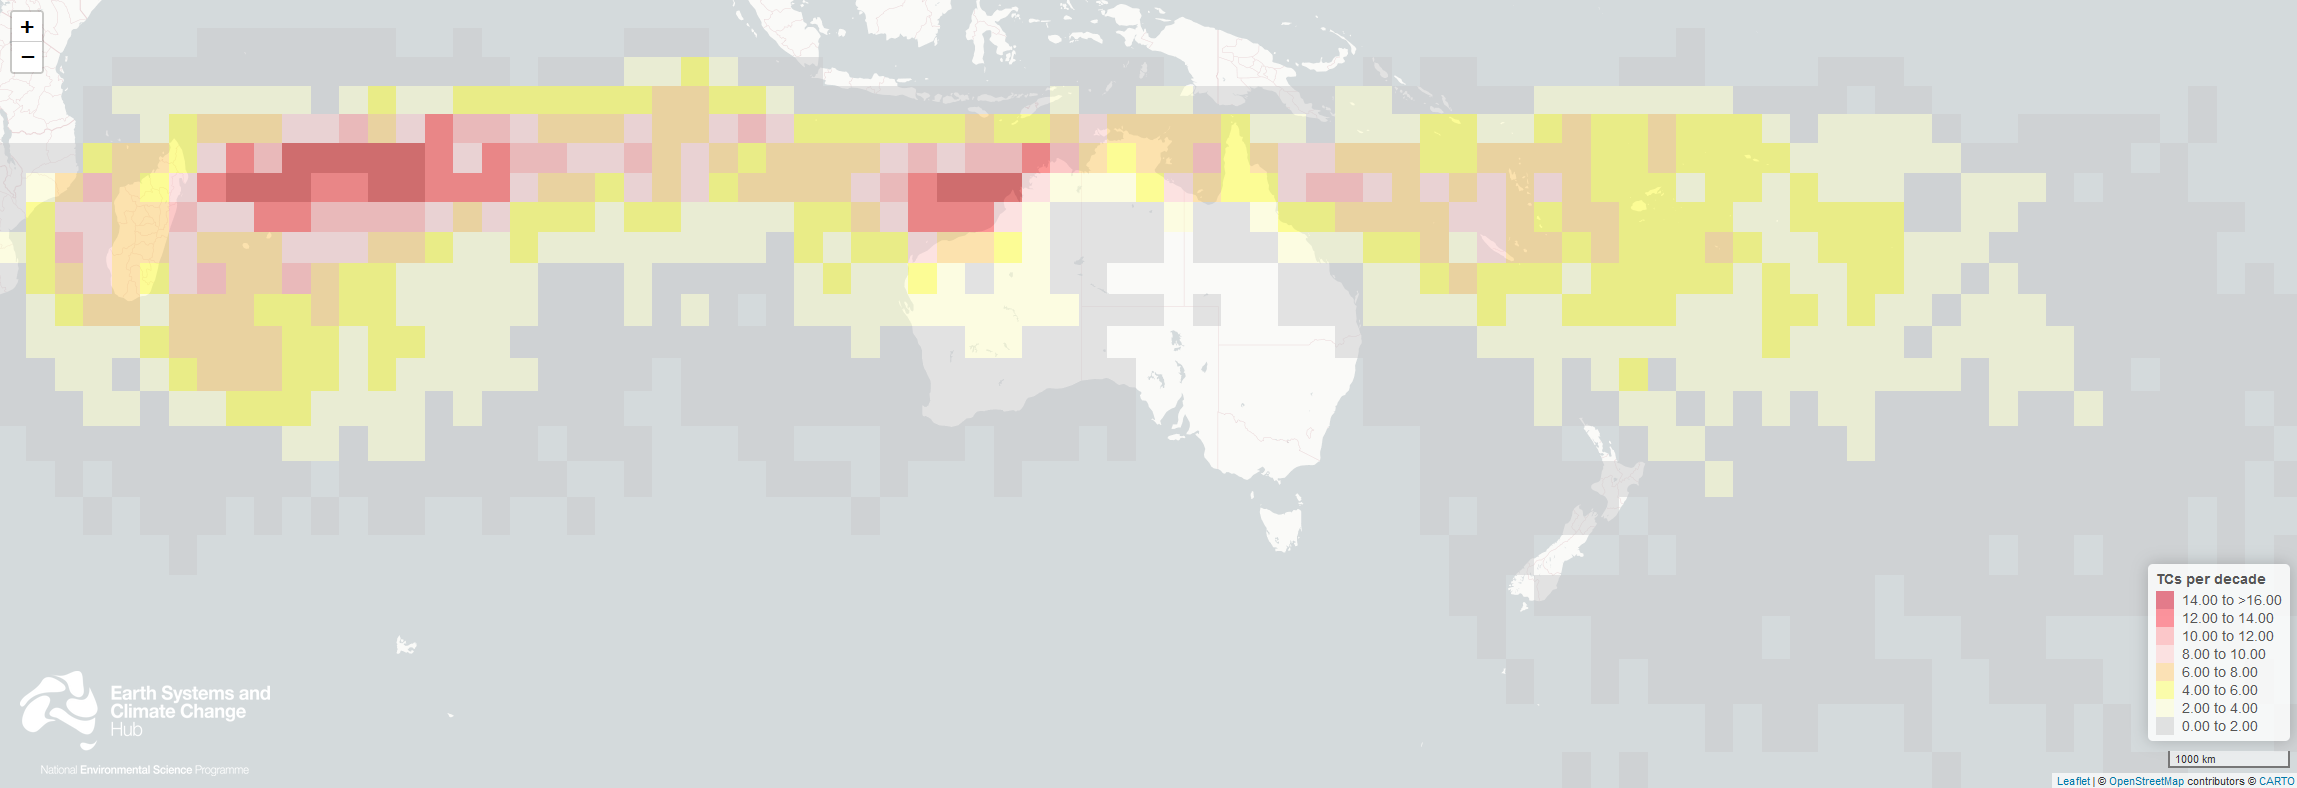 +
−
TCs per decade
14.00 to >16.00
12.00 to 14.00
10.00 to 12.00
8.00 to 10.00
6.00 to 8.00
4.00 to 6.00
2.00 to 4.00
0.00 to 2.00
Earth Systems and
Climate Change
Hub
National Environmental Science Programme
1000 km
Leaflet | © OpenStreetMap contributors © CARTO